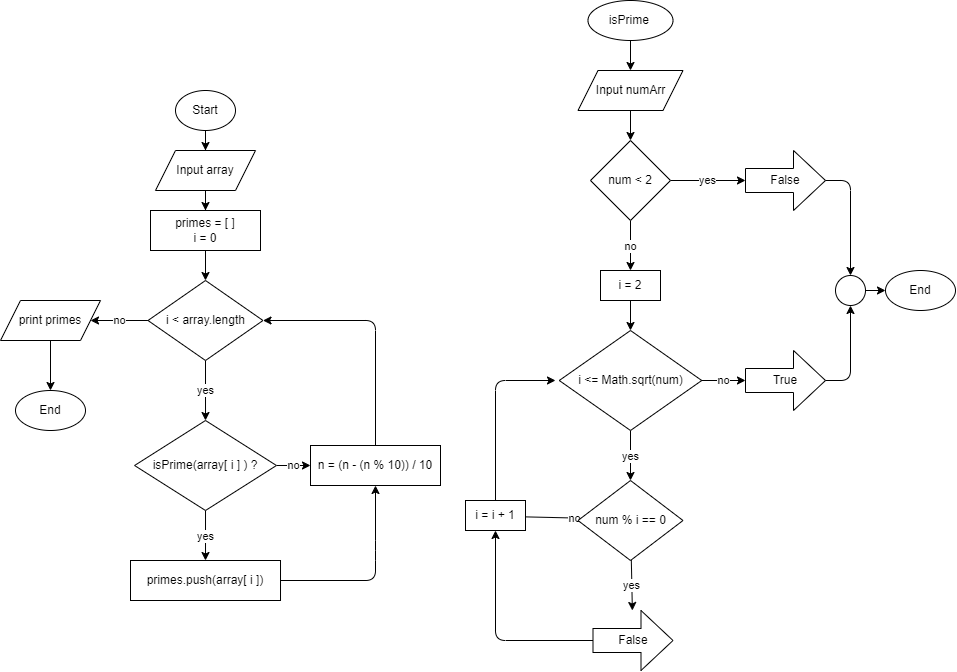 Start
Input array
primes = [ ]
i = 0
i < array.length
no
print primes
End
yes
isPrime(array[ i ] ) ?
no
n = (n - (n % 10)) / 10
yes
primes.push(array[ i ])
isPrime
Input numArr
num < 2
yes
False
no
i = 2
End
i <= Math.sqrt(num)
no
True
yes
num % i == 0
no
i = i + 1
yes
False